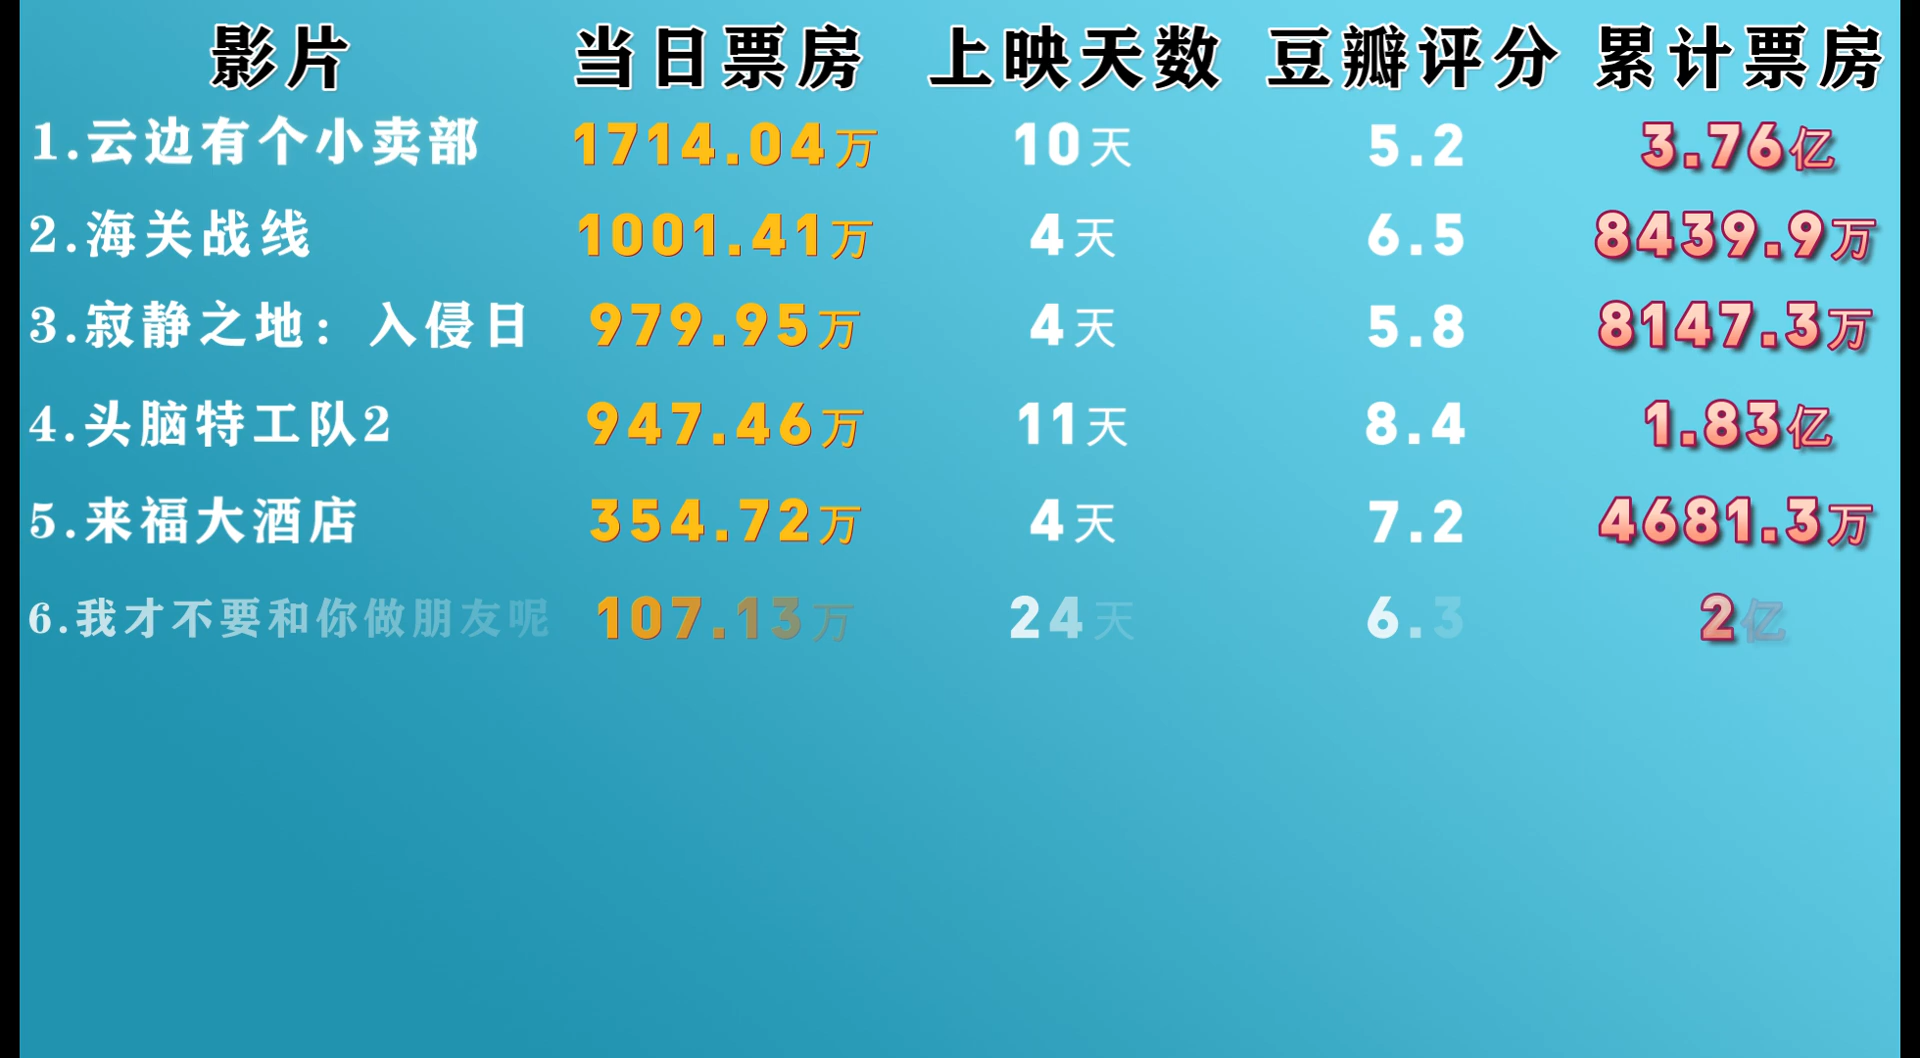 影片 当日票房 上映天数 豆瓣评分 累计票房
1.云边有个小卖部 1714.04万 10天 5.2 3.76亿
2.海关战线 1001.41万 4天 6.5 8439.9万
3.寂静之地：入侵日 979.95万 4天 5.8 8147.3万
4.头脑特工队2 947.46万 11天 8.4 1.83亿
5.来福大酒店 354.72万 4天 7.2 4681.3万
6.我才不要和你做朋友呢 107.13万 24天 6.3 2亿